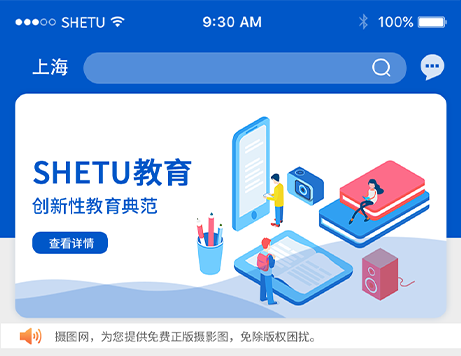 SHETU 9:30 AM 100%
上海
SHETU教育
创新性教育典范
查看详情
摄图网，为您提供免费正版摄影图，免除版权困扰。